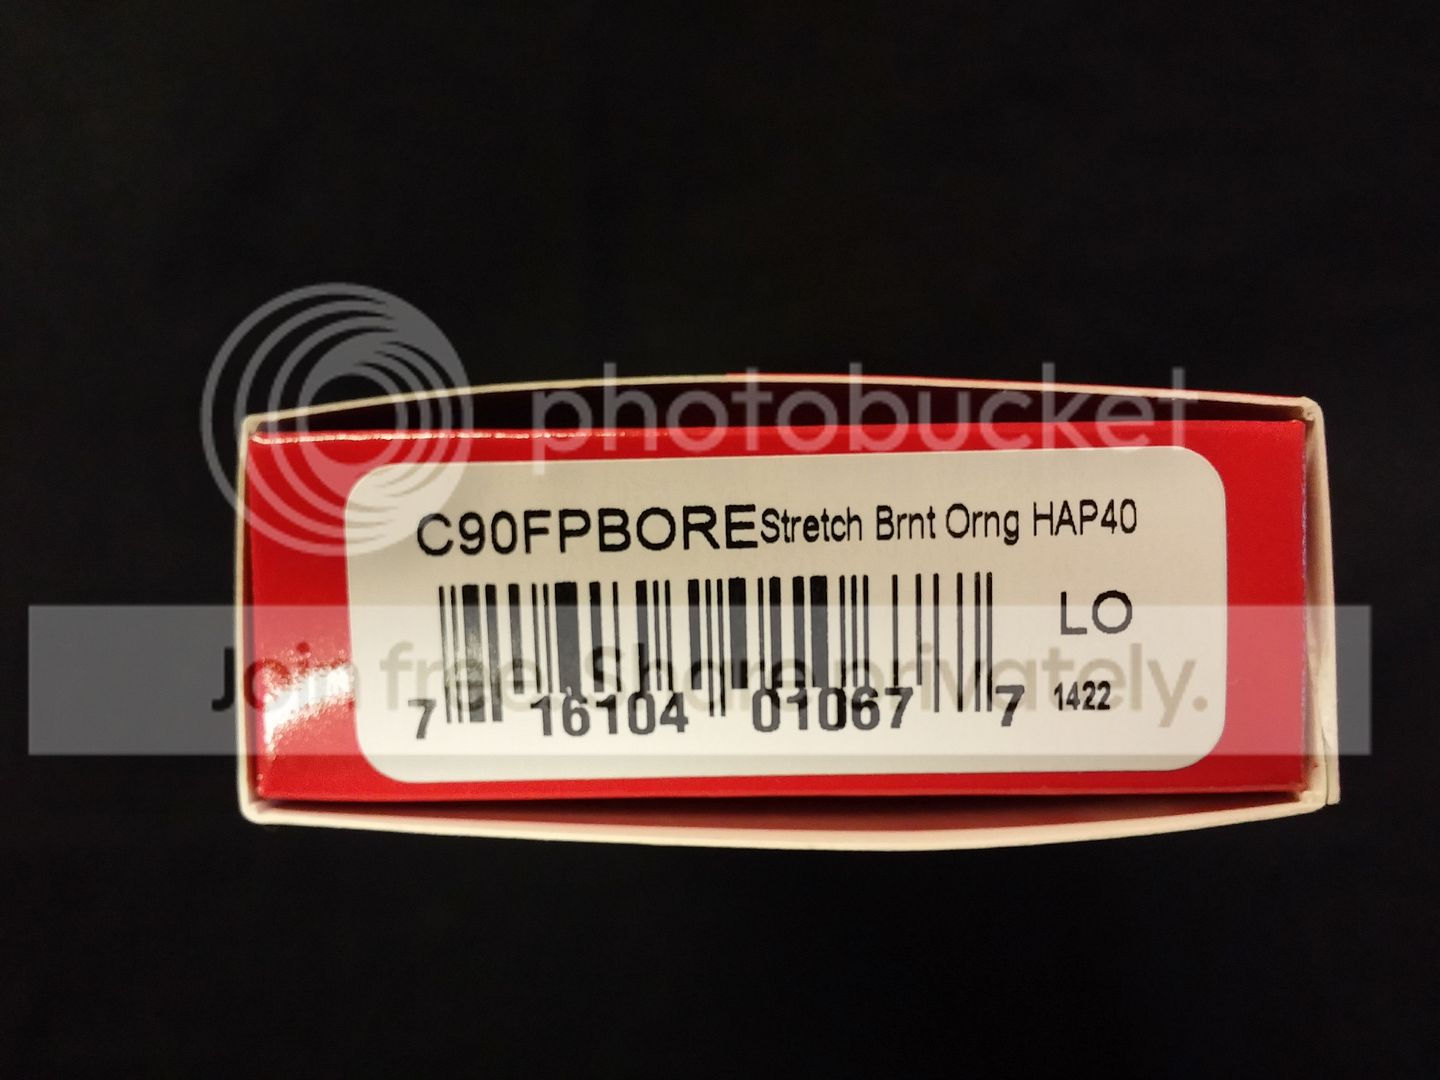 photobucket
C90FPBORE Stretch Brnt Orng HAP40
LO
Join free. Share privately.
7 16104 01067 7 1422